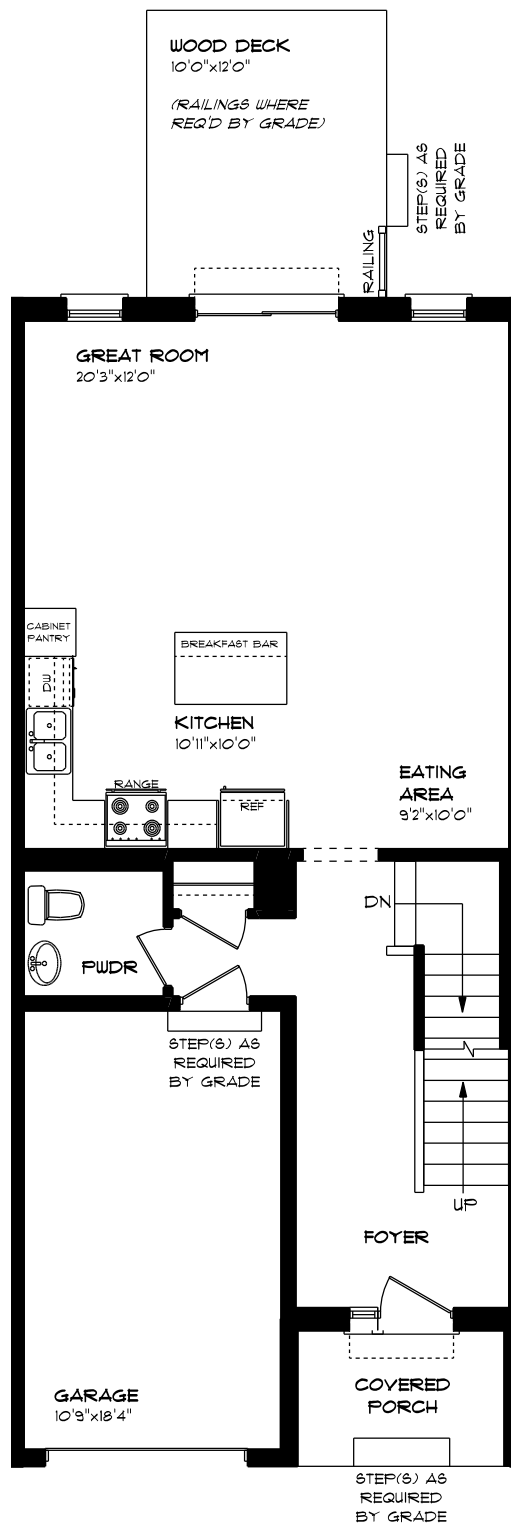 WOOD DECK
10'0"x12'0"
(RAILINGS WHERE
REQ'D BY GRADE)
STEP(S) AS
REQUIRED
BY GRADE
RAILING
GREAT ROOM
20'3"x12'0"
CABINET
PANTRY
BREAKFAST BAR
DW
KITCHEN
10'11"x10'0"
EATING
AREA
9'2"x10'0"
RANGE
REF
DN
PWDR
STEP(S) AS
REQUIRED
BY GRADE
UP
FOYER
GARAGE
10'9"x18'4"
COVERED
PORCH
STEP(S) AS
REQUIRED
BY GRADE